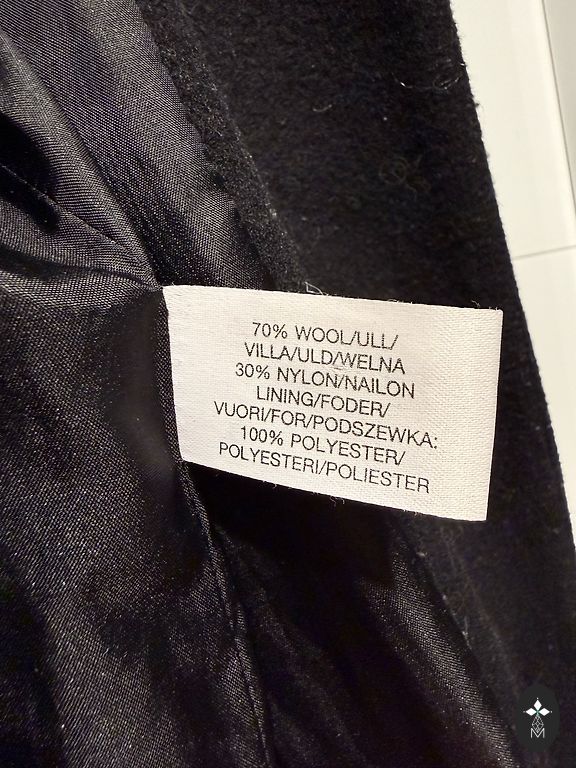 70% WOOL/ULL/
VILLA/ULD/WELNA
30% NYLON/NAILON
LINING/FODER/
VUORI/FOR/PODSZEWKA:
100% POLYESTER/
POLYESTERI/POLIESTER
M